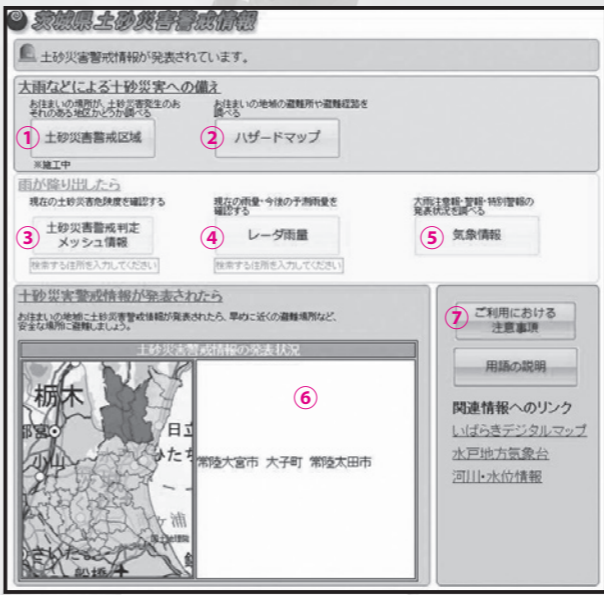 茨城県土砂災害警戒情報
土砂災害警戒情報が発表されています。
大雨などによる土砂災害への備え
お住まいの場所が、土砂災害発生のお
それのある地区かどうか調べる
お住まいの地域の避難所や避難経路を
調べる
① 土砂災害警戒区域
② ハザードマップ
※施工中
雨が降り出したら
現在の土砂災害危険度を確認する
現在の雨量・今後の予測雨量を
確認する
大雨注意報・警報・特別警報の
発表状況を調べる
③ 土砂災害警戒判定
メッシュ情報
④ レーダ雨量
⑤ 気象情報
検索する住所を入力してください
検索する住所を入力してください
土砂災害警戒情報が発表されたら
お住まいの地域に土砂災害警戒情報が発表されたら、早めに近くの避難場所など、
安全な場所に避難しましょう。
土砂災害警戒情報の発表状況
⑥
栃木
日立
ひたち
小山
ヶ浦
さいたま
船橋
常陸大宮市 大子町 常陸太田市
⑦ ご利用における
注意事項
用語の説明
関連情報へのリンク
いばらきデジタルマップ
水戸地方気象台
河川・水位情報